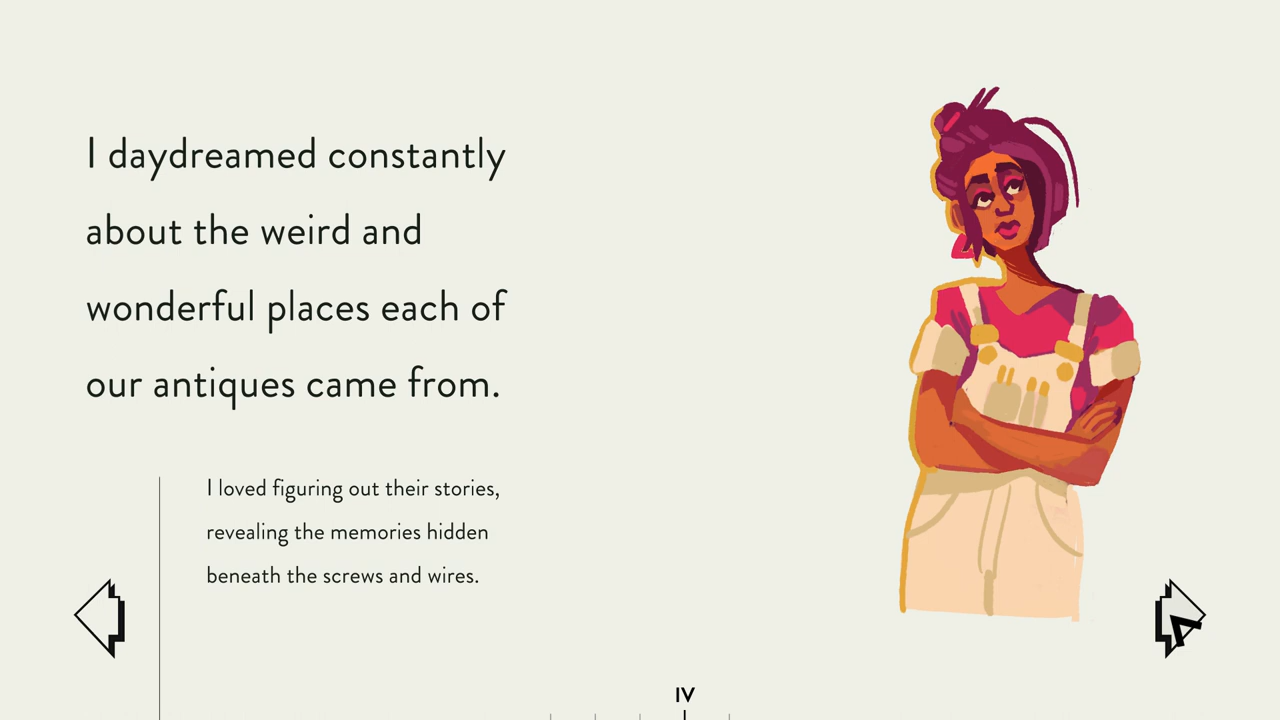 I daydreamed constantly
about the weird and
wonderful places each of
our antiques came from.
I loved figuring out their stories,
revealing the memories hidden
beneath the screws and wires.
IV